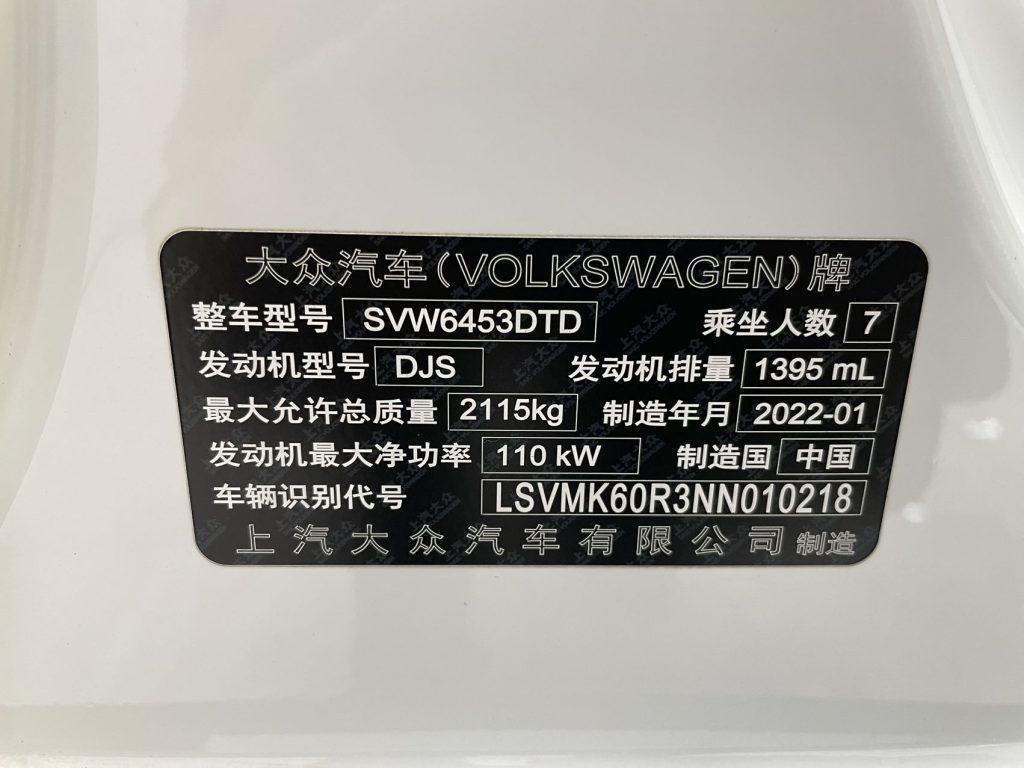 大众汽车(VOLKSWAGEN)牌
整车型号 SVW6453DTD 乘坐人数 7
发动机型号 DJS 发动机排量 1395 mL
最大允许总质量 2115kg 制造年月 2022-01
发动机最大净功率 110 kW 制造国 中国
车辆识别代号 LSVMK60R3NN010218
上汽大众汽车有限公司 制造